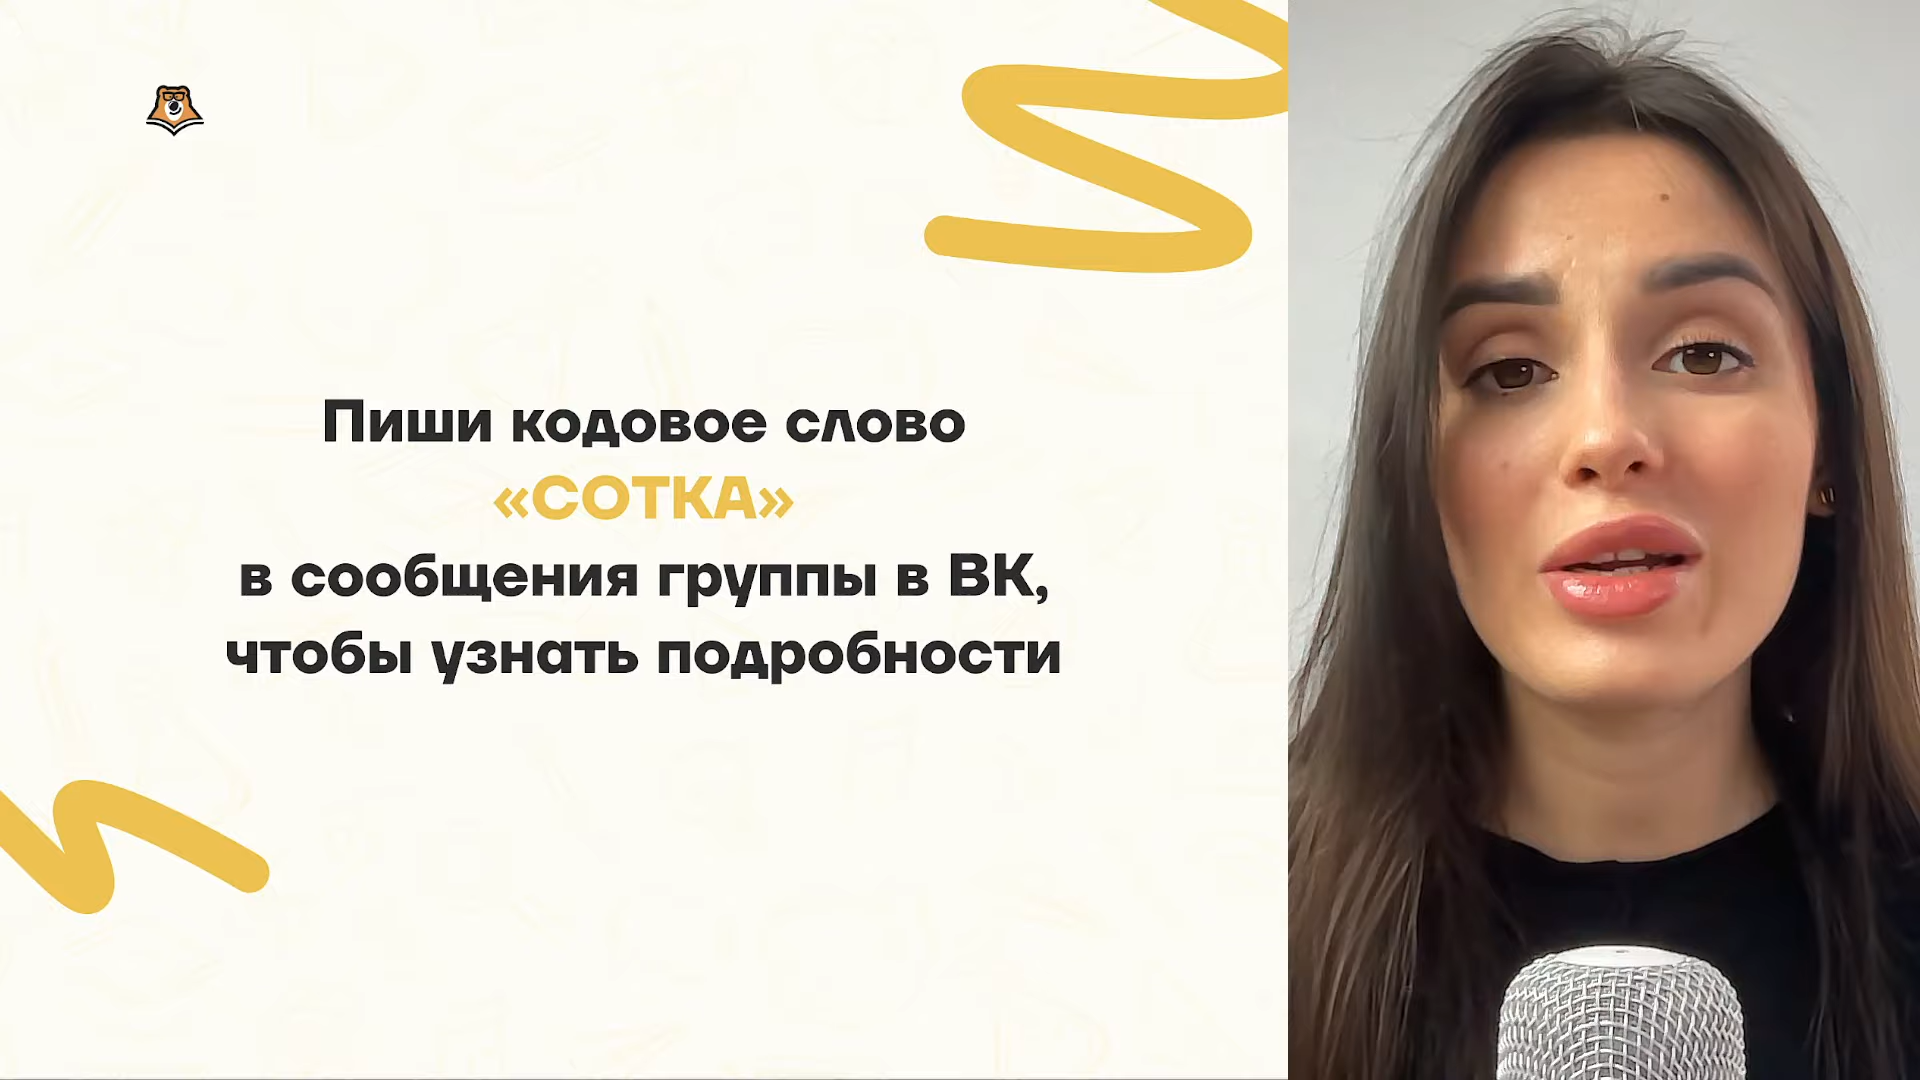 Пиши кодовое слово
«СОТКА»
в сообщения группы в ВК,
чтобы узнать подробности